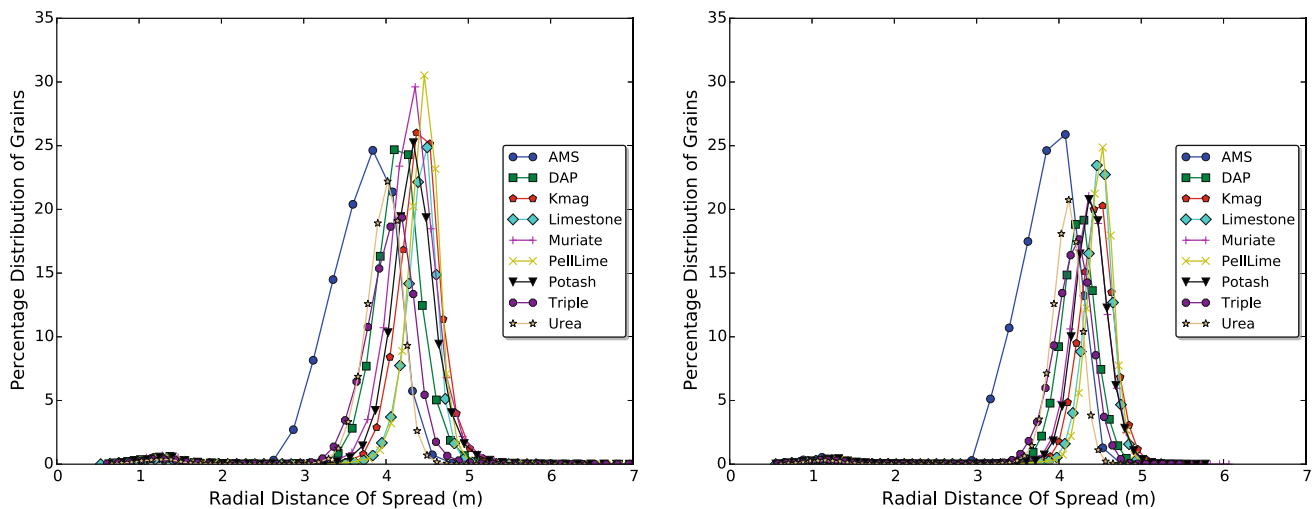 35
30
25
20
15
10
5
0
Percentage Distribution of Grains
AMS
DAP
Kmag
Limestone
Muriate
PellLime
Potash
Triple
Urea
0 1 2 3 4 5 6 7
Radial Distance Of Spread (m)
35
30
25
20
15
10
5
0
Percentage Distribution of Grains
AMS
DAP
Kmag
Limestone
Muriate
PellLime
Potash
Triple
Urea
0 1 2 3 4 5 6 7
Radial Distance Of Spread (m)